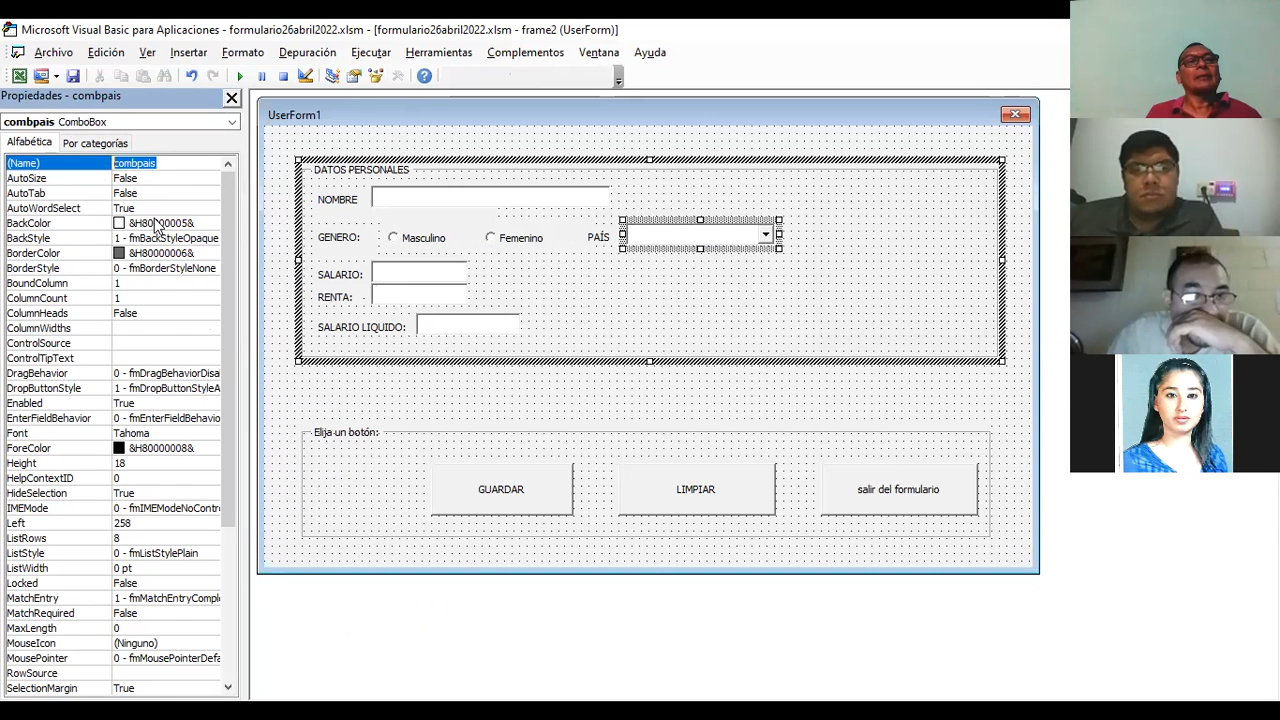 Microsoft Visual Basic para Aplicaciones - formulario26abril2022.xlsm - [formulario26abril2022.xlsm - frame2 (UserForm)]
Archivo Edición Ver Insertar Formato Depuración Ejecutar Herramientas Complementos Ventana Ayuda
Propiedades - combpais
combpais ComboBox
Alfabética Por categorías
(Name) combpais
AutoSize False
AutoTab False
AutoWordSelect True
BackColor &H80000005&
BackStyle 1 - fmBackStyleOpaque
BorderColor &H80000006&
BorderStyle 0 - fmBorderStyleNone
BoundColumn 1
ColumnCount 1
ColumnHeads False
ColumnWidths
ControlSource
ControlTipText
DragBehavior 0 - fmDragBehaviorDisa
DropButtonStyle 1 - fmDropButtonStyleA
Enabled True
EnterFieldBehavior 0 - fmEnterFieldBehavio
Font Tahoma
ForeColor &H80000008&
Height 18
HelpContextID 0
HideSelection True
IMEMode 0 - fmIMEModeNoContr
Left 258
ListRows 8
ListStyle 0 - fmListStylePlain
ListWidth 0 pt
Locked False
MatchEntry 1 - fmMatchEntryComple
MatchRequired False
MaxLength 0
MouseIcon (Ninguno)
MousePointer 0 - fmMousePointerDefa
RowSource
SelectionMargin True
UserForm1
DATOS PERSONALES
NOMBRE
GENERO: Masculino Femenino PAÍS
SALARIO:
RENTA:
SALARIO LIQUIDO:
Elija un botón:
GUARDAR LIMPIAR salir del formulario